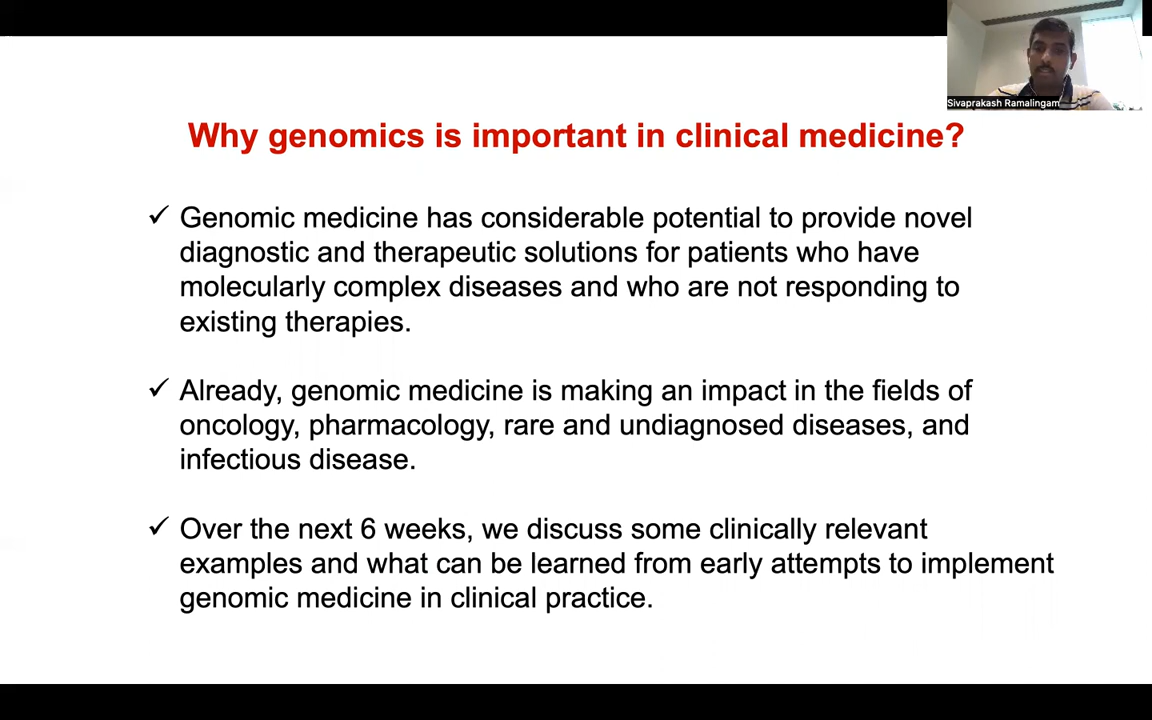 Sivaprakash Ramalingam
Why genomics is important in clinical medicine?
✓ Genomic medicine has considerable potential to provide novel
diagnostic and therapeutic solutions for patients who have
molecularly complex diseases and who are not responding to
existing therapies.
✓ Already, genomic medicine is making an impact in the fields of
oncology, pharmacology, rare and undiagnosed diseases, and
infectious disease.
✓ Over the next 6 weeks, we discuss some clinically relevant
examples and what can be learned from early attempts to implement
genomic medicine in clinical practice.